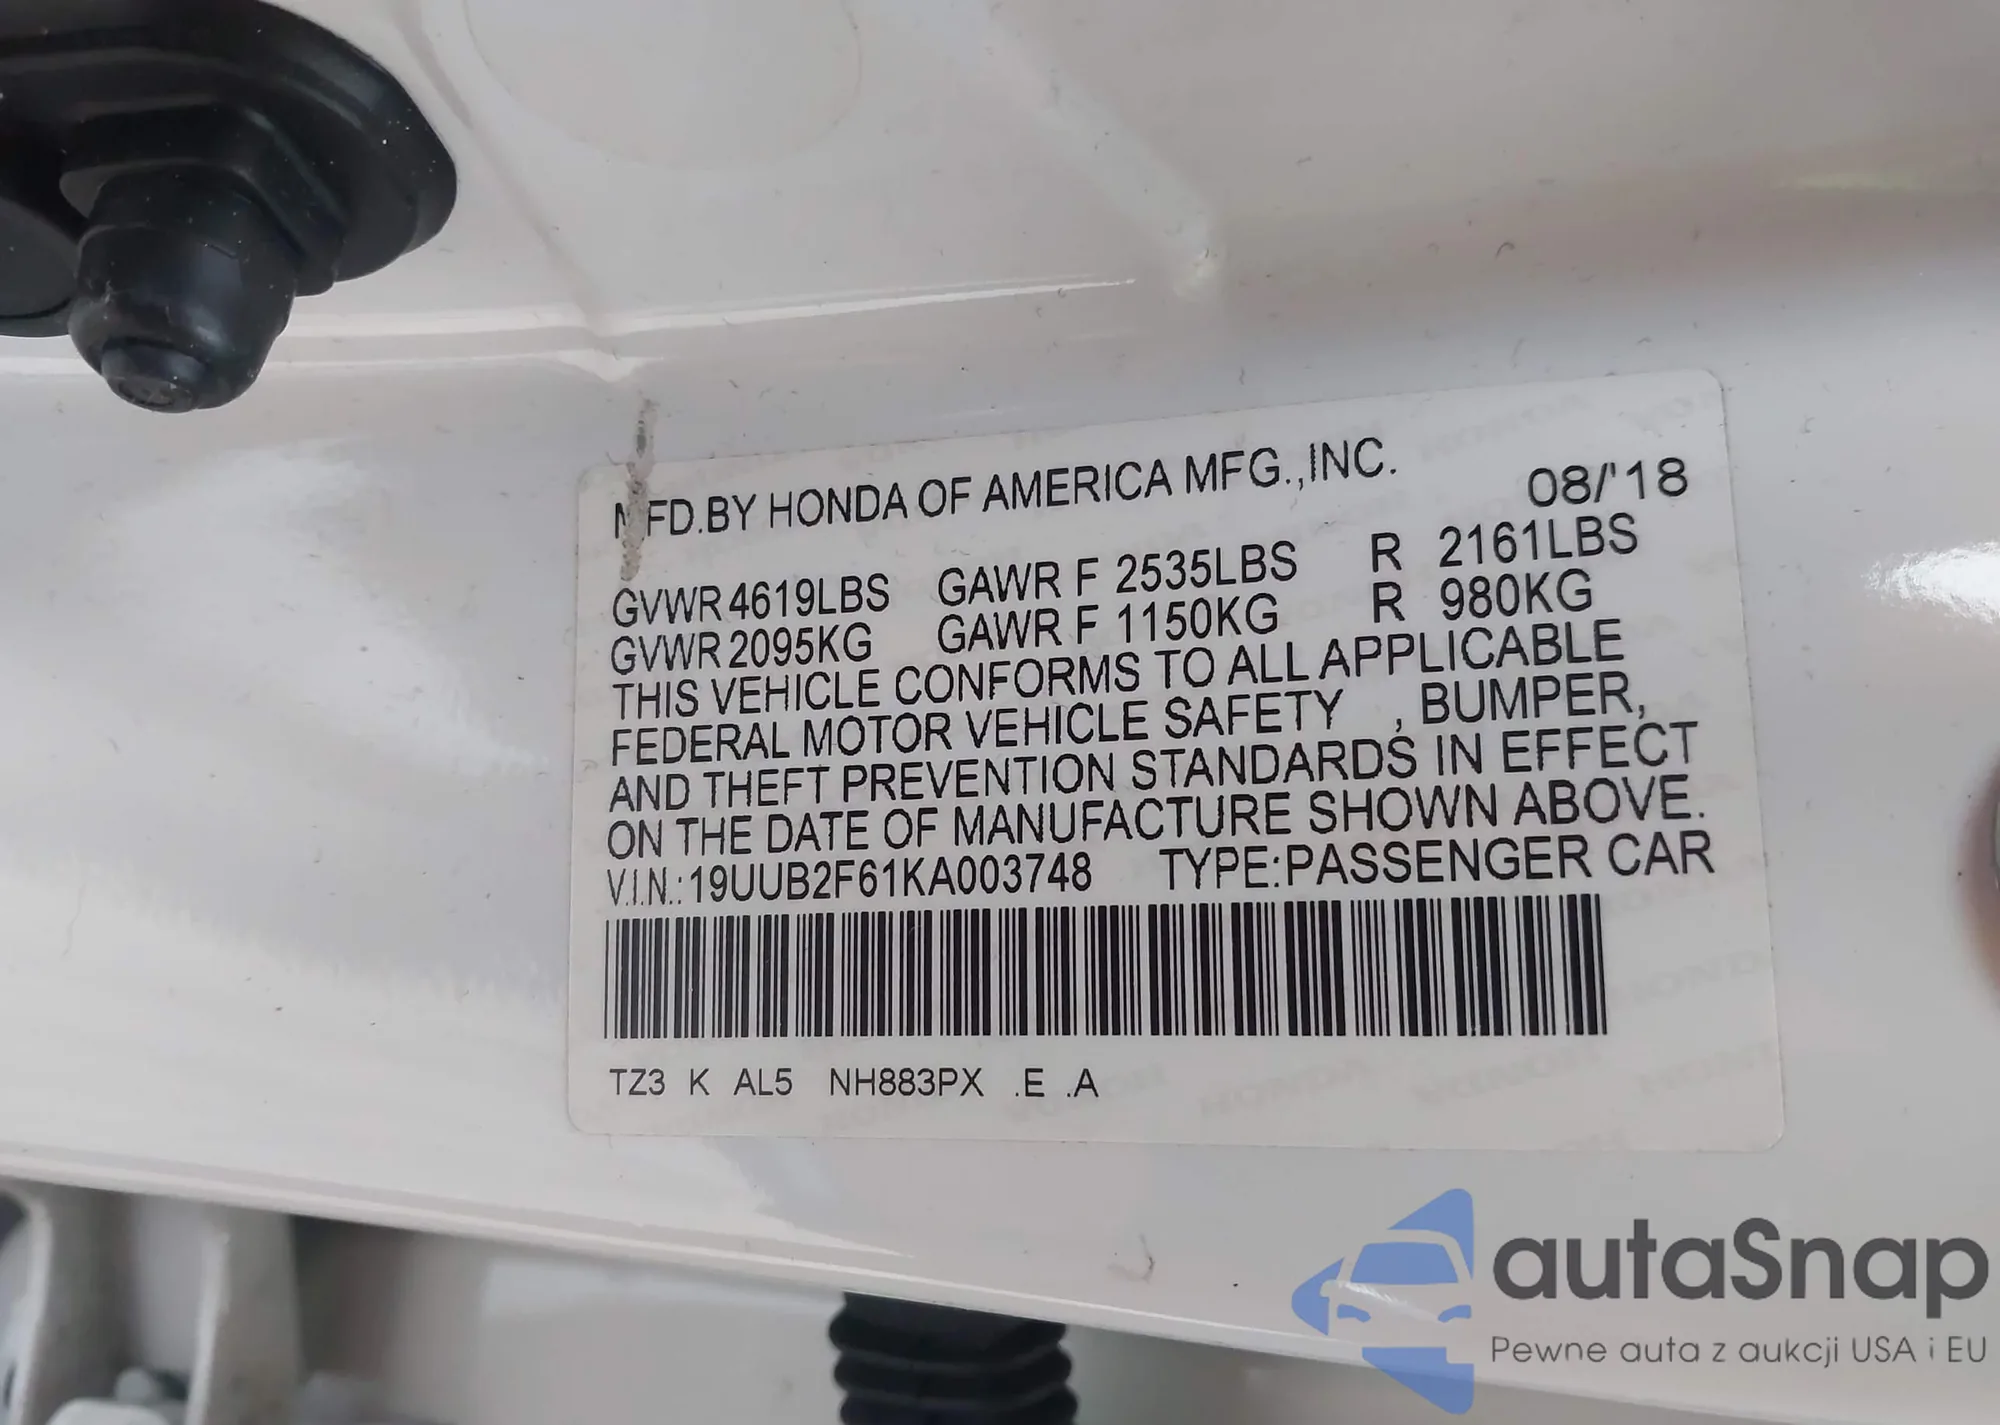 MFD.BY HONDA OF AMERICA MFG.,INC. 08/'18
GVWR 4619LBS GAWR F 2535LBS R 2161LBS
GVWR 2095KG GAWR F 1150KG R 980KG
THIS VEHICLE CONFORMS TO ALL APPLICABLE
FEDERAL MOTOR VEHICLE SAFETY , BUMPER,
AND THEFT PREVENTION STANDARDS IN EFFECT
ON THE DATE OF MANUFACTURE SHOWN ABOVE.
V.I.N.: 19UUB2F61KA003748 TYPE:PASSENGER CAR
TZ3 K AL5 NH883PX .E .A
autaSnap
Pewne auta z aukcji USA i EU